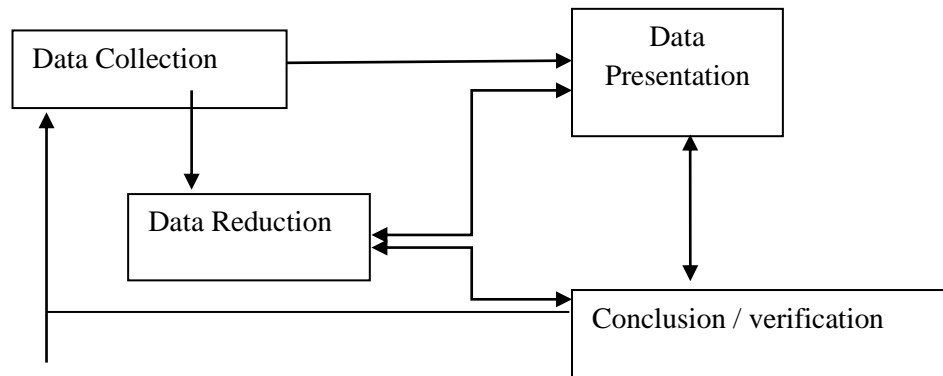 Data Collection
Data
Presentation
Data Reduction
Conclusion / verification